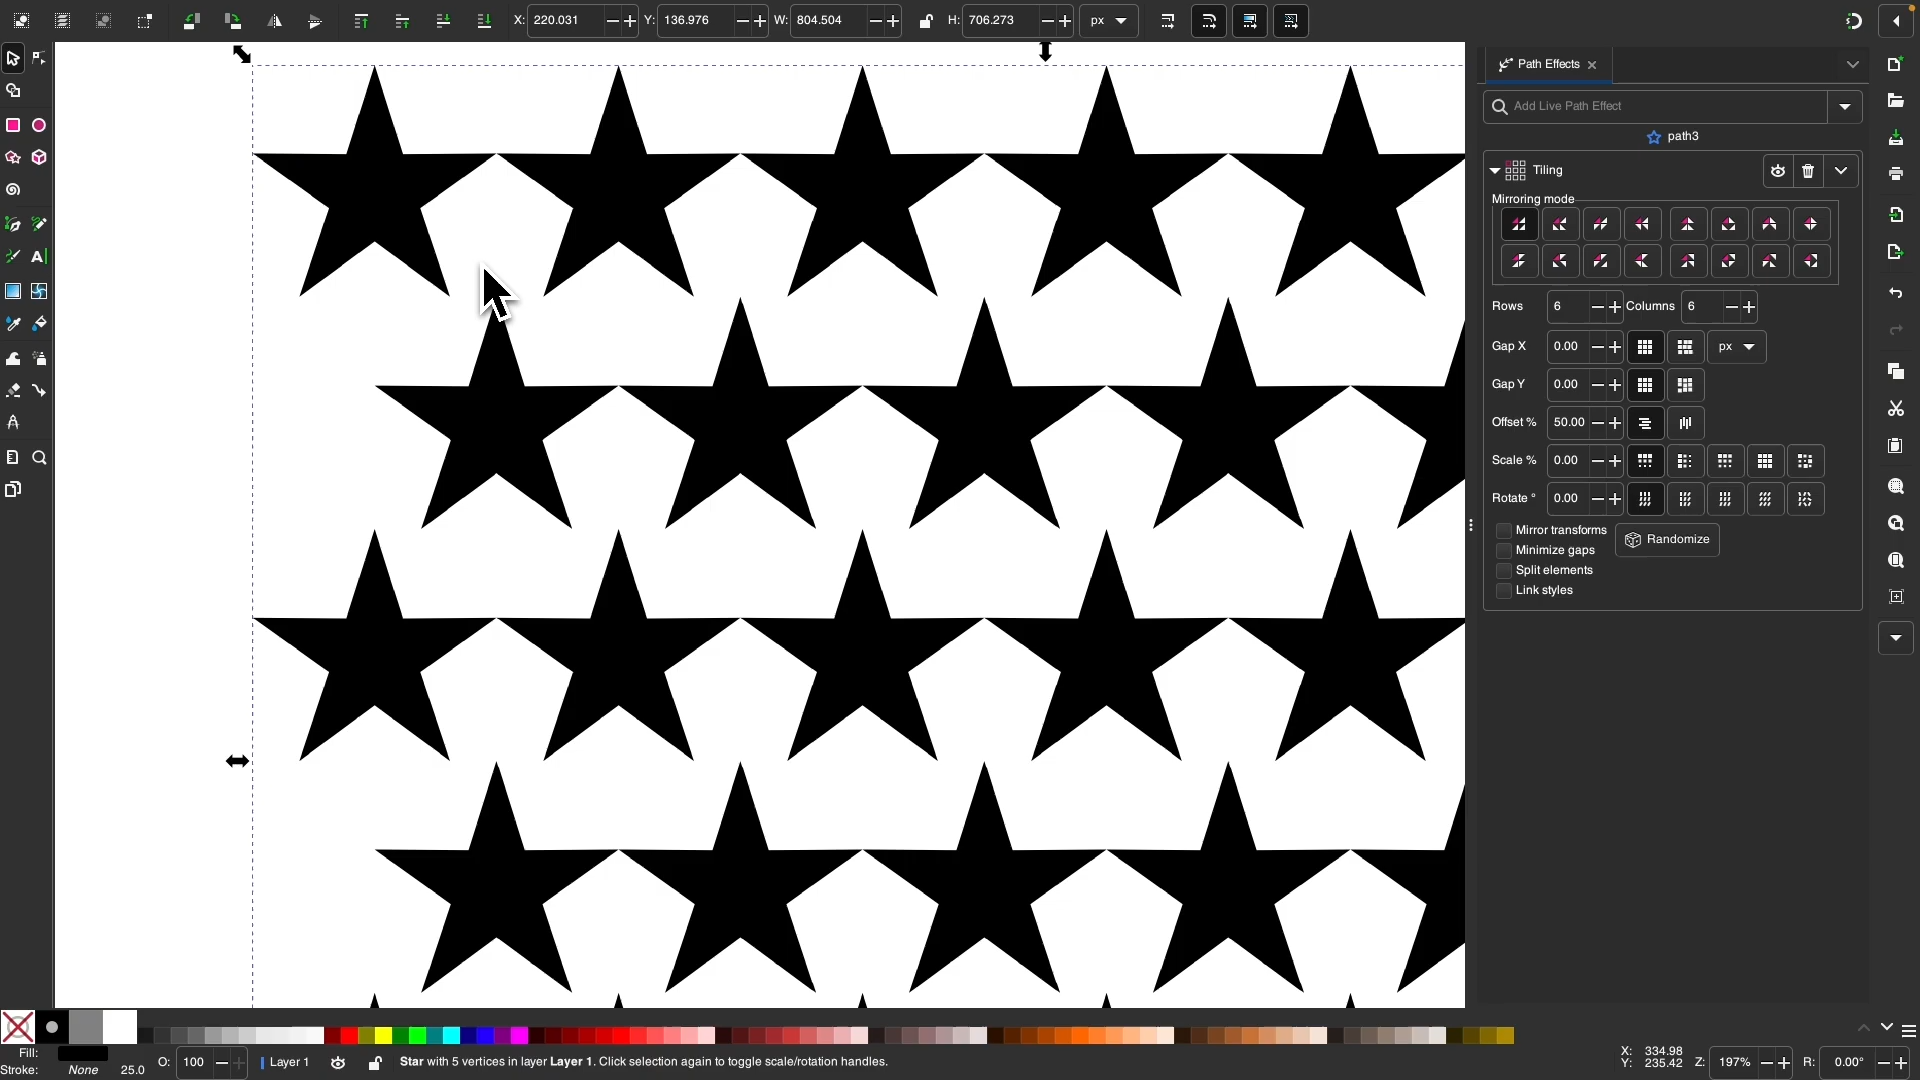 X: 220.031 Y: 136.976 W: 804.504 H: 706.273 px
Path Effects
Add Live Path Effect
path3
Tiling
Mirroring mode
Rows 6 Columns 6
Gap X 0.00 px
Gap Y 0.00
Offset % 50.00
Scale % 0.00
Rotate ° 0.00
Mirror transforms
Randomize
Minimize gaps
Split elements
Link styles
Fill:
Stroke: None 25.0
O: 100
Layer 1
Star with 5 vertices in layer Layer 1. Click selection again to toggle scale/rotation handles.
X: 334.98
Y: 235.42
Z: 197%
R: 0.00°